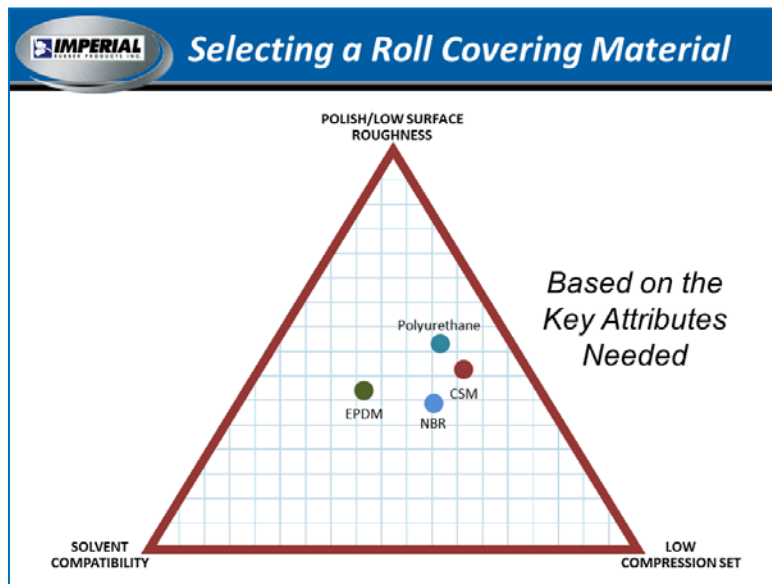 IMPERIAL
RUBBER PRODUCTS INC.
Selecting a Roll Covering Material
POLISH/LOW SURFACE
ROUGHNESS
Based on the
Key Attributes
Needed
Polyurethane
CSM
EPDM
NBR
SOLVENT
COMPATIBILITY
LOW
COMPRESSION SET